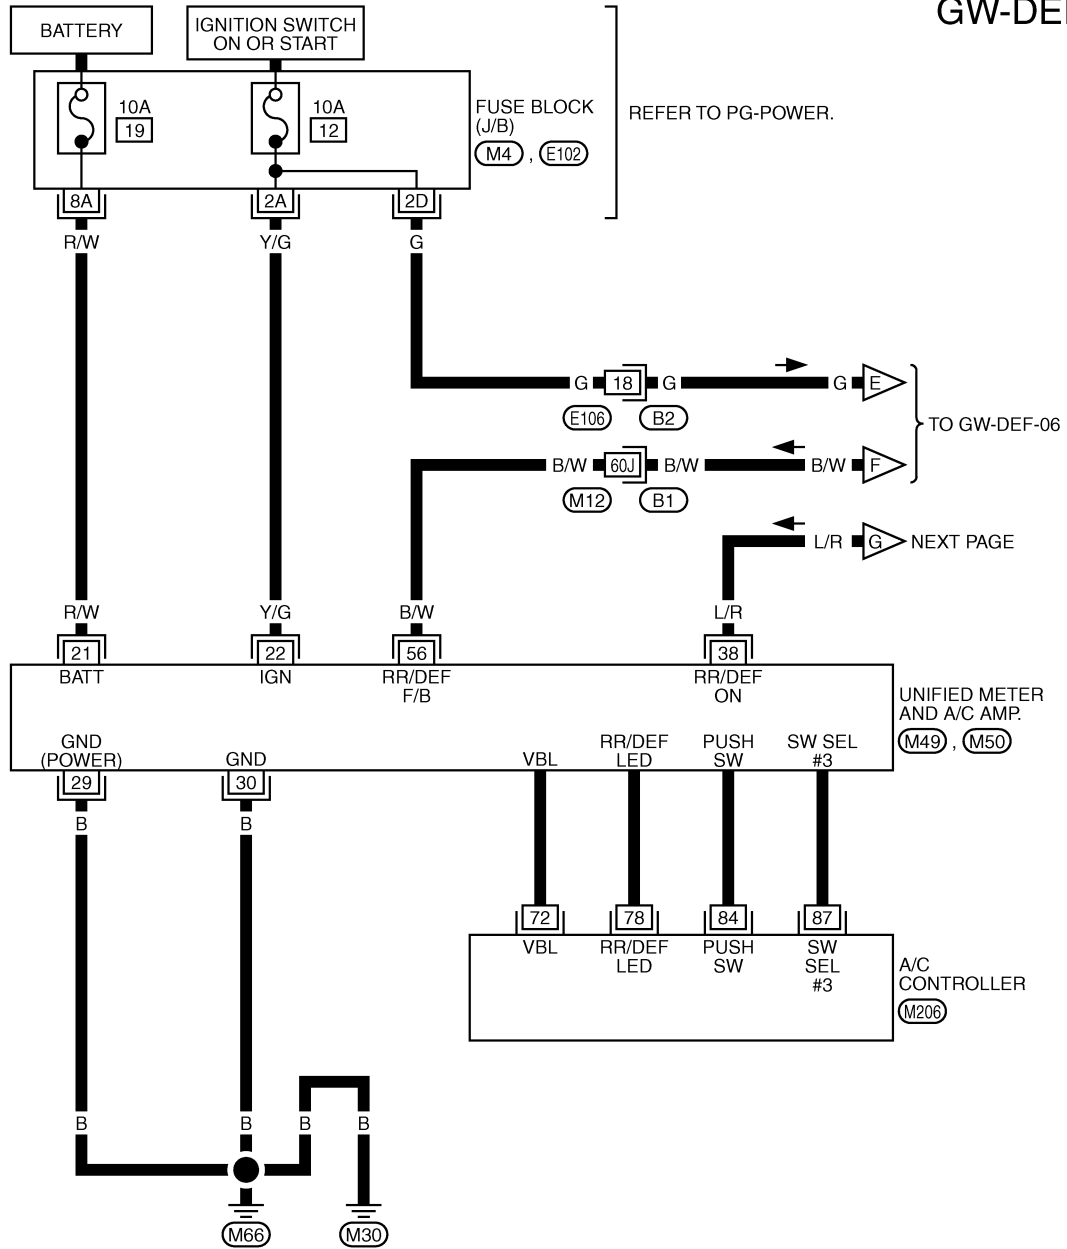 GW-DEF
BATTERY
IGNITION SWITCH
ON OR START
10A
19
10A
12
FUSE BLOCK
(J/B)
M4 , E102
REFER TO PG-POWER.
8A
2A
2D
R/W
Y/G
G
G
18
G
G
E
E106
B2
TO GW-DEF-06
B/W
60J
B/W
B/W
F
M12
B1
L/R
G
NEXT PAGE
R/W
Y/G
B/W
L/R
21
22
56
38
BATT
IGN
RR/DEF
F/B
RR/DEF
ON
UNIFIED METER
AND A/C AMP.
M49 , M50
GND
(POWER)
GND
VBL
RR/DEF
LED
PUSH
SW
SW SEL
#3
29
30
B
B
72
78
84
87
VBL
RR/DEF
LED
PUSH
SW
SW
SEL
#3
A/C
CONTROLLER
M206
B
B
B
B
M66
M30